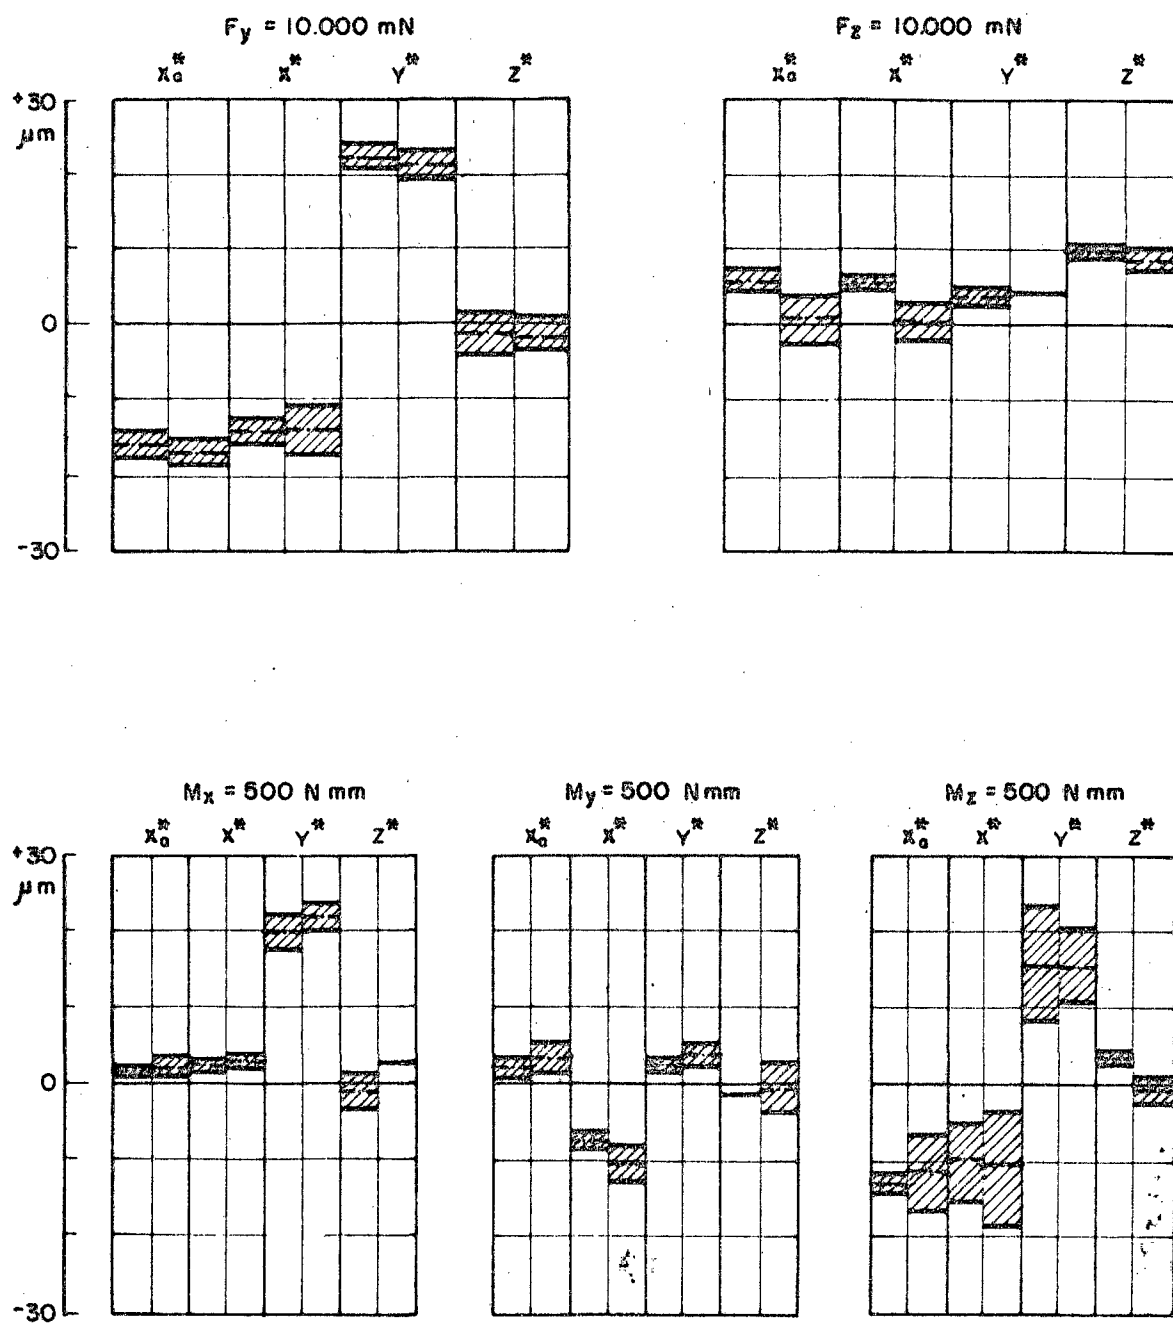 Fy = 10.000 mN
Fz = 10.000 mN
Xa* X* Y* Z*
Xa* X* Y* Z*
+30
μm
0
-30
Mx = 500 N mm
My = 500 N mm
Mz = 500 N mm
Xa* X* Y* Z*
Xa* X* Y* Z*
Xa* X* Y* Z*
+30
μm
0
-30